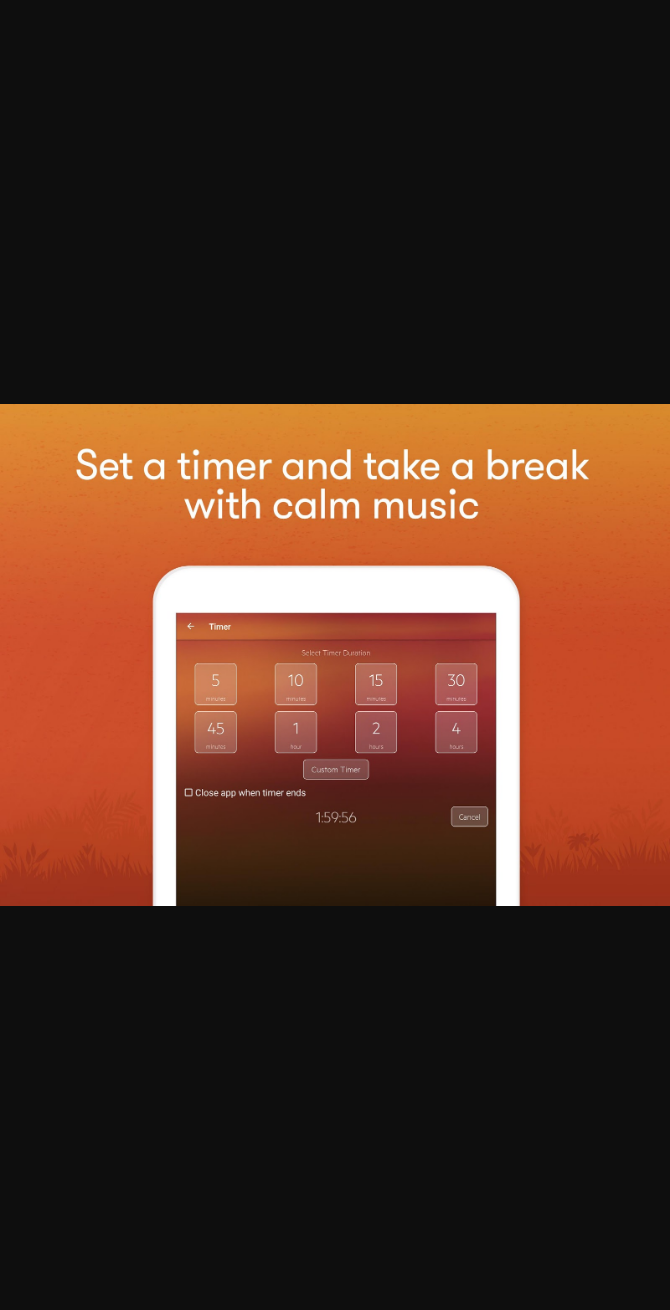 Set a timer and take a break
with calm music
Timer
Select Timer Duration
5 10 15 30
minutes minutes minutes minutes
45 1 2 4
minutes hour hours hours
Custom Timer
Close app when timer ends
1:59:56 Cancel